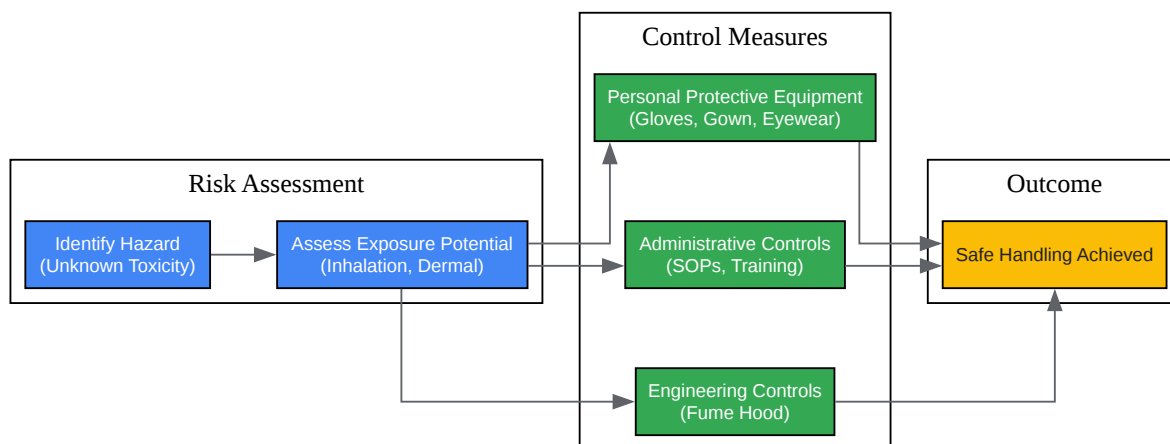 Risk Assessment
Identify Hazard
(Unknown Toxicity)
Assess Exposure Potential
(Inhalation, Dermal)
Control Measures
Personal Protective Equipment
(Gloves, Gown, Eyewear)
Administrative Controls
(SOPs, Training)
Engineering Controls
(Fume Hood)
Outcome
Safe Handling Achieved